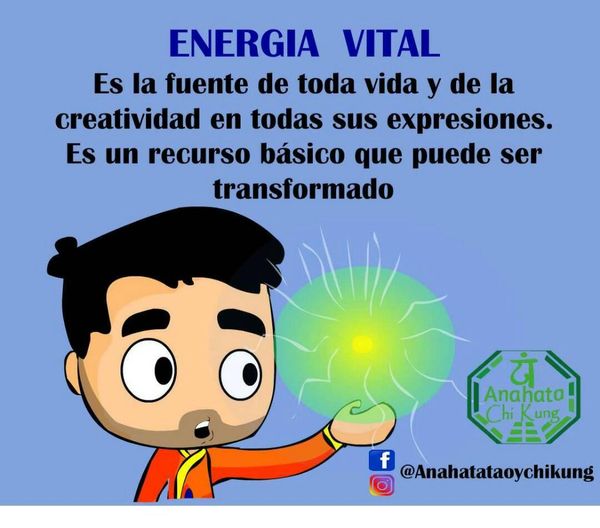 ENERGIA VITAL
Es la fuente de toda vida y de la
creatividad en todas sus expresiones.
Es un recurso básico que puede ser
transformado
Anahata
Chi Kung
@Anahatataoychikung